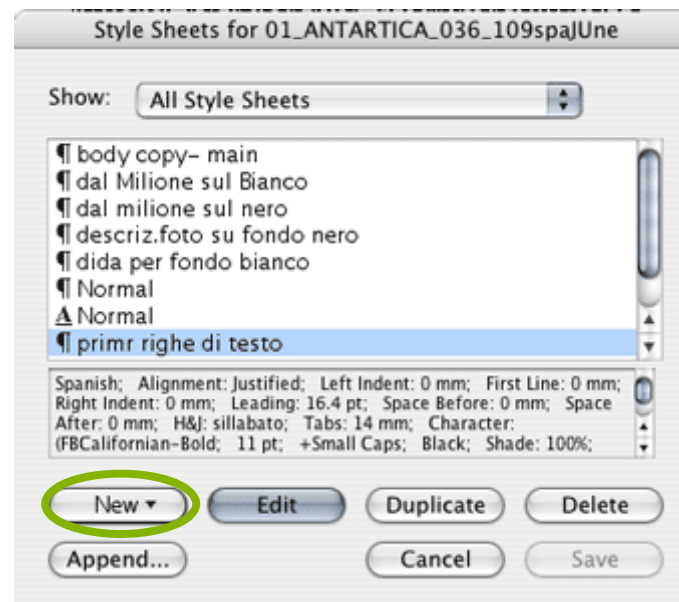 Style Sheets for 01_ANTARTICA_036_109spaJUne
Show: All Style Sheets
¶ body copy– main
¶ dal Milione sul Bianco
¶ dal milione sul nero
¶ descriz.foto su fondo nero
¶ dida per fondo bianco
¶ Normal
A Normal
¶ primr righe di testo
Spanish; Alignment: Justified; Left Indent: 0 mm; First Line: 0 mm;
Right Indent: 0 mm; Leading: 16.4 pt; Space Before: 0 mm; Space
After: 0 mm; H&J: sillabato; Tabs: 14 mm; Character:
(FBCalifornian-Bold; 11 pt; +Small Caps; Black; Shade: 100%;
New Edit Duplicate Delete
Append... Cancel Save